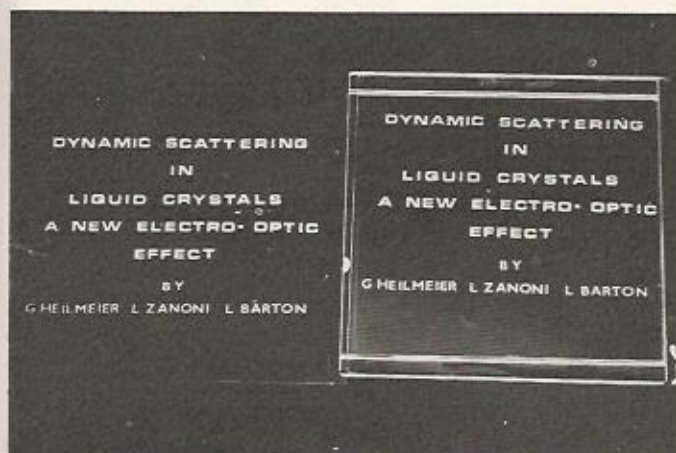 DYNAMIC SCATTERING
IN
LIQUID CRYSTALS
A NEW ELECTRO-OPTIC
EFFECT
BY
G HEILMEIER L ZANONI L BARTON
DYNAMIC SCATTERING
IN
LIQUID CRYSTALS
A NEW ELECTRO-OPTIC
EFFECT
BY
G HEILMEIER L ZANONI L BARTON